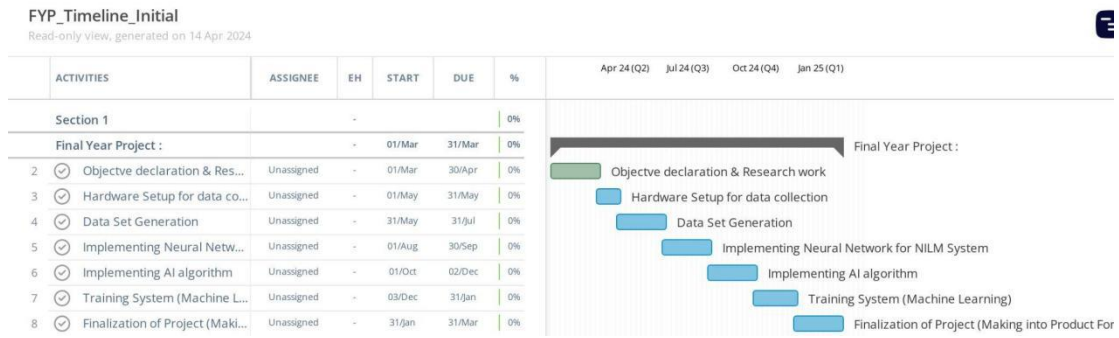 FYP_Timeline_Initial
Read-only view, generated on 14 Apr 2024
ACTIVITIES ASSIGNEE EH START DUE % Apr 24 (Q2) Jul 24 (Q3) Oct 24 (Q4) Jan 25 (Q1)
Section 1 - 0%
Final Year Project : - 01/Mar 31/Mar 0% Final Year Project :
2 Objectve declaration & Res... Unassigned - 01/Mar 30/Apr 0% Objectve declaration & Research work
3 Hardware Setup for data co... Unassigned - 01/May 31/May 0% Hardware Setup for data collection
4 Data Set Generation Unassigned - 31/May 31/Jul 0% Data Set Generation
5 Implementing Neural Netw... Unassigned - 01/Aug 30/Sep 0% Implementing Neural Network for NILM System
6 Implementing AI algorithm Unassigned - 01/Oct 02/Dec 0% Implementing AI algorithm
7 Training System (Machine L... Unassigned - 03/Dec 31/Jan 0% Training System (Machine Learning)
8 Finalization of Project (Maki... Unassigned - 31/Jan 31/Mar 0% Finalization of Project (Making into Product For